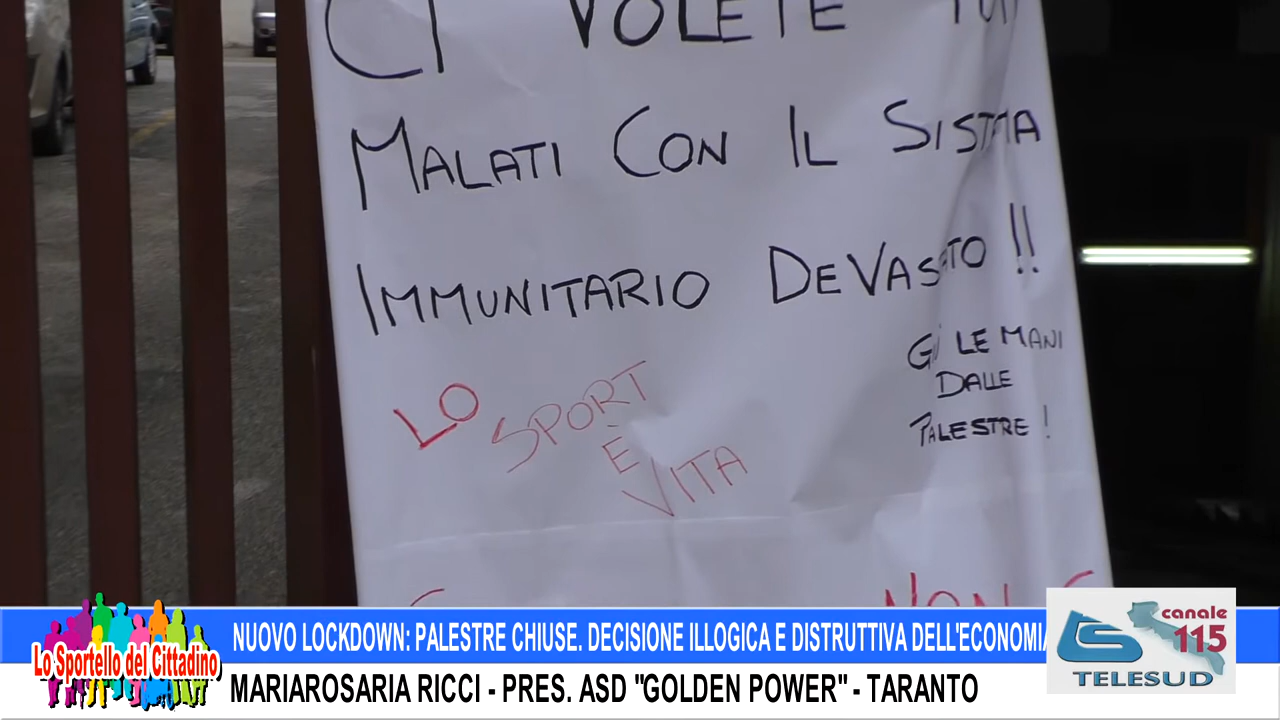 CI VOLETE
MALATI CON IL SISTEMA
IMMUNITARIO DEVASTATO !!
GIÙ LE MANI
DALLE
PALESTRE !
LO SPORT
È
VITA
NON
NUOVO LOCKDOWN: PALESTRE CHIUSE. DECISIONE ILLOGICA E DISTRUTTIVA DELL'ECONOMIA
Lo Sportello del Cittadino
MARIAROSARIA RICCI - PRES. ASD "GOLDEN POWER" - TARANTO
canale
115
TELESUD